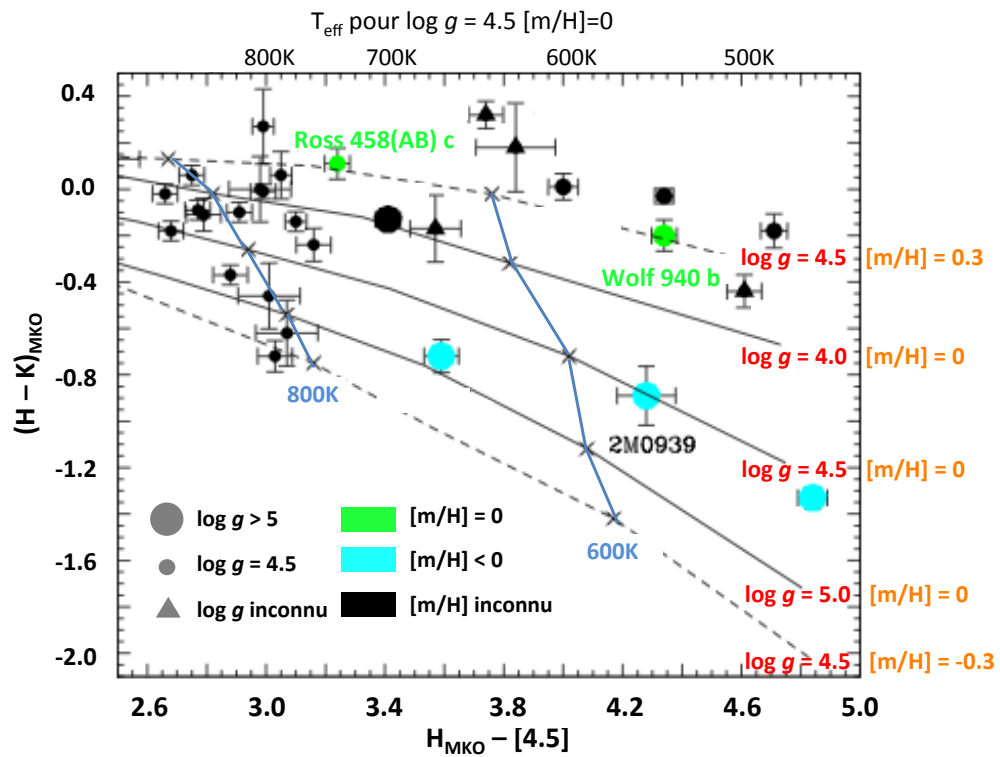 T_eff pour log g = 4.5 [m/H]=0
800K 700K 600K 500K
0.4
0.0
-0.4
-0.8
-1.2
-1.6
-2.0
(H – K)_MKO
Ross 458(AB) c
Wolf 940 b
2M0939
800K
600K
log g = 4.5 [m/H] = 0.3
log g = 4.0 [m/H] = 0
log g = 4.5 [m/H] = 0
log g = 5.0 [m/H] = 0
log g = 4.5 [m/H] = -0.3
log g > 5 [m/H] = 0
log g = 4.5 [m/H] < 0
log g inconnu [m/H] inconnu
2.6 3.0 3.4 3.8 4.2 4.6 5.0
H_MKO – [4.5]